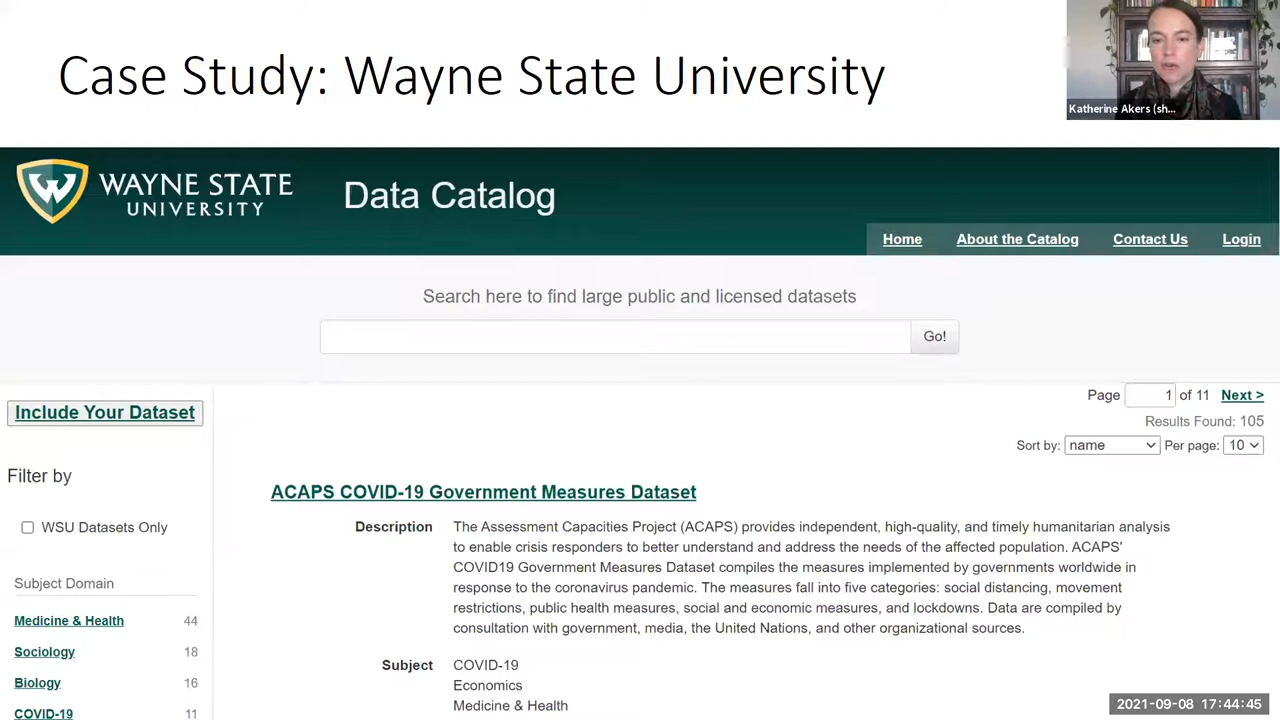 Case Study: Wayne State University
Katherine Akers (sh...
WAYNE STATE
UNIVERSITY
Data Catalog
Home About the Catalog Contact Us Login
Search here to find large public and licensed datasets
Go!
Include Your Dataset
Page 1 of 11 Next >
Results Found: 105
Sort by: name Per page: 10
Filter by
WSU Datasets Only
Subject Domain
Medicine & Health 44
Sociology 18
Biology 16
COVID-19 11
ACAPS COVID-19 Government Measures Dataset
Description The Assessment Capacities Project (ACAPS) provides independent, high-quality, and timely humanitarian analysis
to enable crisis responders to better understand and address the needs of the affected population. ACAPS'
COVID19 Government Measures Dataset compiles the measures implemented by governments worldwide in
response to the coronavirus pandemic. The measures fall into five categories: social distancing, movement
restrictions, public health measures, social and economic measures, and lockdowns. Data are compiled by
consultation with government, media, the United Nations, and other organizational sources.
Subject COVID-19
Economics
Medicine & Health
2021-09-08 17:44:45